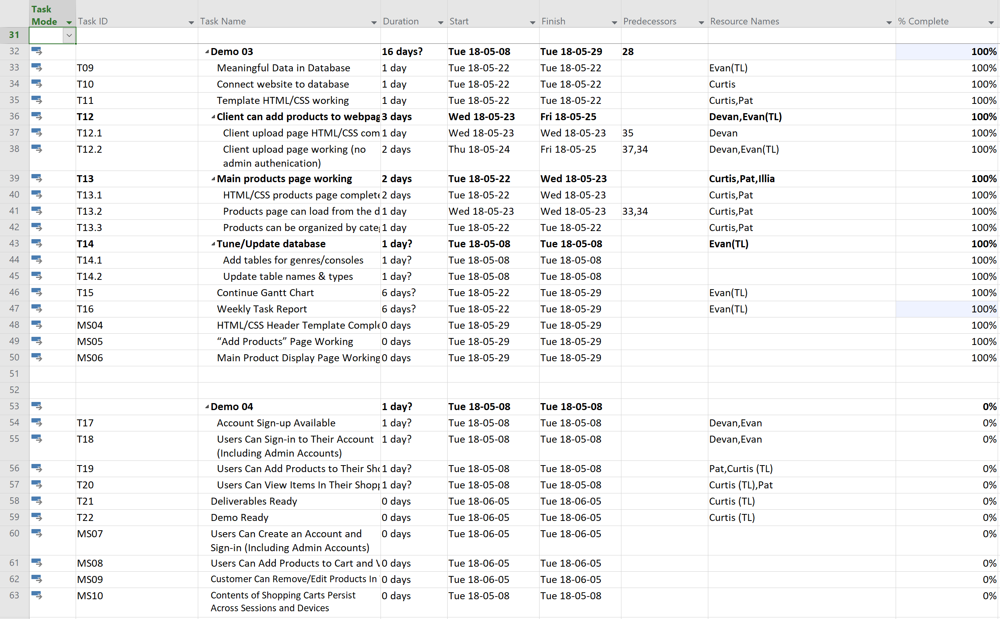 Task Mode Task ID Task Name Duration Start Finish Predecessors Resource Names % Complete
31
32 Demo 03 16 days? Tue 18-05-08 Tue 18-05-29 28 100%
33 T09 Meaningful Data in Database 1 day Tue 18-05-22 Tue 18-05-22 Evan(TL) 100%
34 T10 Connect website to database 1 day Tue 18-05-22 Tue 18-05-22 Curtis 100%
35 T11 Template HTML/CSS working 1 day Tue 18-05-22 Tue 18-05-22 Curtis,Pat 100%
36 T12 Client can add products to webpag 3 days Wed 18-05-23 Fri 18-05-25 Devan,Evan(TL) 100%
37 T12.1 Client upload page HTML/CSS com 1 day Wed 18-05-23 Wed 18-05-23 35 Devan 100%
38 T12.2 Client upload page working (no 2 days Thu 18-05-24 Fri 18-05-25 37,34 Devan,Evan(TL) 100%
admin authenication)
39 T13 Main products page working 2 days Tue 18-05-22 Wed 18-05-23 Curtis,Pat,Illia 100%
40 T13.1 HTML/CSS products page complete 2 days Tue 18-05-22 Wed 18-05-23 Curtis,Pat 100%
41 T13.2 Products page can load from the d 1 day Wed 18-05-23 Wed 18-05-23 33,34 Curtis,Pat 100%
42 T13.3 Products can be organized by categ 1 day Tue 18-05-22 Tue 18-05-22 Curtis,Pat 100%
43 T14 Tune/Update database 1 day? Tue 18-05-08 Tue 18-05-08 Evan(TL) 100%
44 T14.1 Add tables for genres/consoles 1 day? Tue 18-05-08 Tue 18-05-08 100%
45 T14.2 Update table names & types 1 day? Tue 18-05-08 Tue 18-05-08 100%
46 T15 Continue Gantt Chart 6 days? Tue 18-05-22 Tue 18-05-29 Evan(TL) 100%
47 T16 Weekly Task Report 6 days? Tue 18-05-22 Tue 18-05-29 Evan(TL) 100%
48 MS04 HTML/CSS Header Template Comple 0 days Tue 18-05-29 Tue 18-05-29 100%
49 MS05 “Add Products” Page Working 0 days Tue 18-05-29 Tue 18-05-29 100%
50 MS06 Main Product Display Page Working 0 days Tue 18-05-29 Tue 18-05-29 100%
51
52
53 Demo 04 1 day? Tue 18-05-08 Tue 18-05-08 0%
54 T17 Account Sign-up Available 1 day? Tue 18-05-08 Tue 18-05-08 Devan,Evan 0%
55 T18 Users Can Sign-in to Their Account 1 day? Tue 18-05-08 Tue 18-05-08 Devan,Evan 0%
(Including Admin Accounts)
56 T19 Users Can Add Products to Their Sho 1 day? Tue 18-05-08 Tue 18-05-08 Pat,Curtis (TL) 0%
57 T20 Users Can View Items In Their Shopp 1 day? Tue 18-05-08 Tue 18-05-08 Curtis (TL),Pat 0%
58 T21 Deliverables Ready 0 days Tue 18-06-05 Tue 18-06-05 Curtis (TL) 0%
59 T22 Demo Ready 0 days Tue 18-06-05 Tue 18-06-05 Curtis (TL) 0%
60 MS07 Users Can Create an Account and 0 days Tue 18-06-05 Tue 18-06-05 0%
Sign-in (Including Admin Accounts)
61 MS08 Users Can Add Products to Cart and V 0 days Tue 18-06-05 Tue 18-06-05 0%
62 MS09 Customer Can Remove/Edit Products In 0 days Tue 18-06-05 Tue 18-06-05 0%
63 MS10 Contents of Shopping Carts Persist 0 days Tue 18-05-08 Tue 18-05-08 0%
Across Sessions and Devices